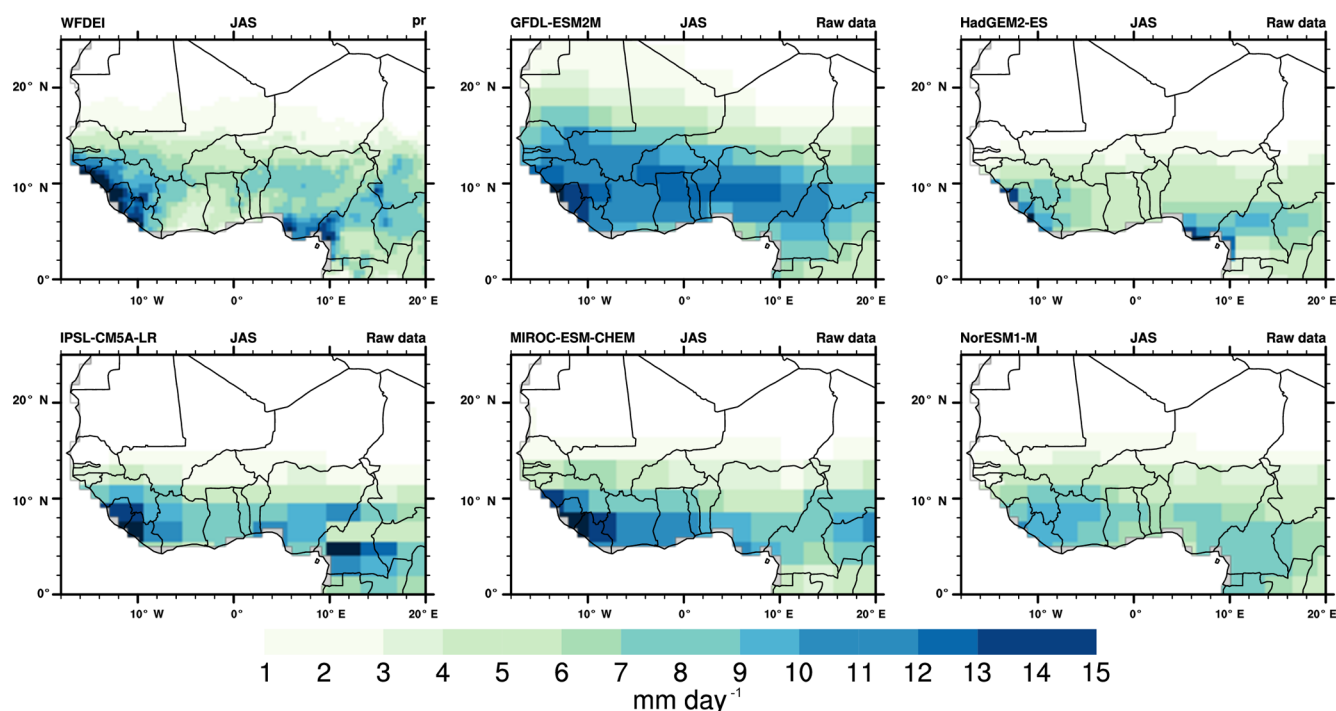 WFDEI JAS pr
GFDL-ESM2M JAS Raw data
HadGEM2-ES JAS Raw data
20° N
10° N
0°
10° W 0° 10° E 20° E
20° N
10° N
0°
10° W 0° 10° E 20° E
20° N
10° N
0°
10° W 0° 10° E 20° E
IPSL-CM5A-LR JAS Raw data
MIROC-ESM-CHEM JAS Raw data
NorESM1-M JAS Raw data
20° N
10° N
0°
10° W 0° 10° E 20° E
20° N
10° N
0°
10° W 0° 10° E 20° E
20° N
10° N
0°
10° W 0° 10° E 20° E
1 2 3 4 5 6 7 8 9 10 11 12 13 14 15
mm day⁻¹